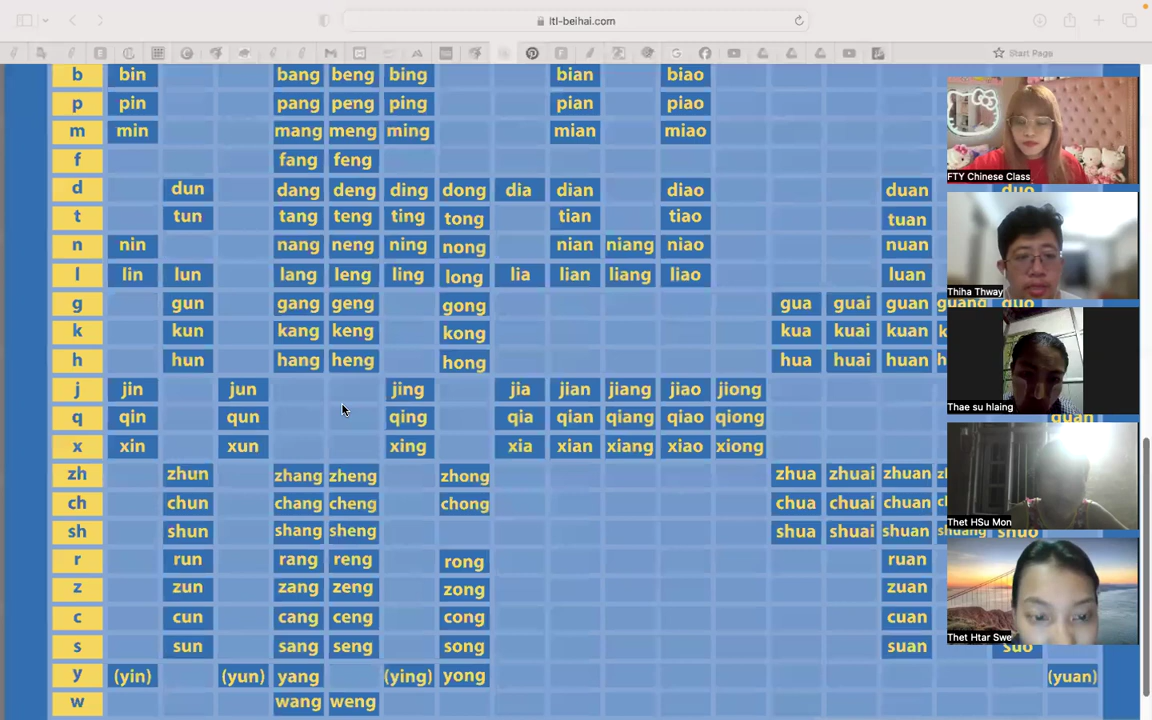 ltl-beihai.com
Start Page
b bin bang beng bing bian biao
p pin pang peng ping pian piao
m min mang meng ming mian miao
f fang feng
d dun dang deng ding dong dia dian diao duan duo
t tun tang teng ting tong tian tiao tuan
n nin nang neng ning nong nian niang niao nuan
l lin lun lang leng ling long lia lian liang liao luan
g gun gang geng gong gua guai guan guang guo
k kun kang keng kong kua kuai kuan
h hun hang heng hong hua huai huan
j jin jun jing jia jian jiang jiao jiong
q qin qun qing qia qian qiang qiao qiong quan
x xin xun xing xia xian xiang xiao xiong
zh zhun zhang zheng zhong zhua zhuai zhuan
ch chun chang cheng chong chua chuai chuan
sh shun shang sheng shua shuai shuan shuang shuo
r run rang reng rong ruan
z zun zang zeng zong zuan
c cun cang ceng cong cuan
s sun sang seng song suan suo
y (yin) (yun) yang (ying) yong (yuan)
w wang weng
FTY Chinese Class
Thiha Thway
Thae su hlaing
Thet HSu Mon
Thet Htar Swe